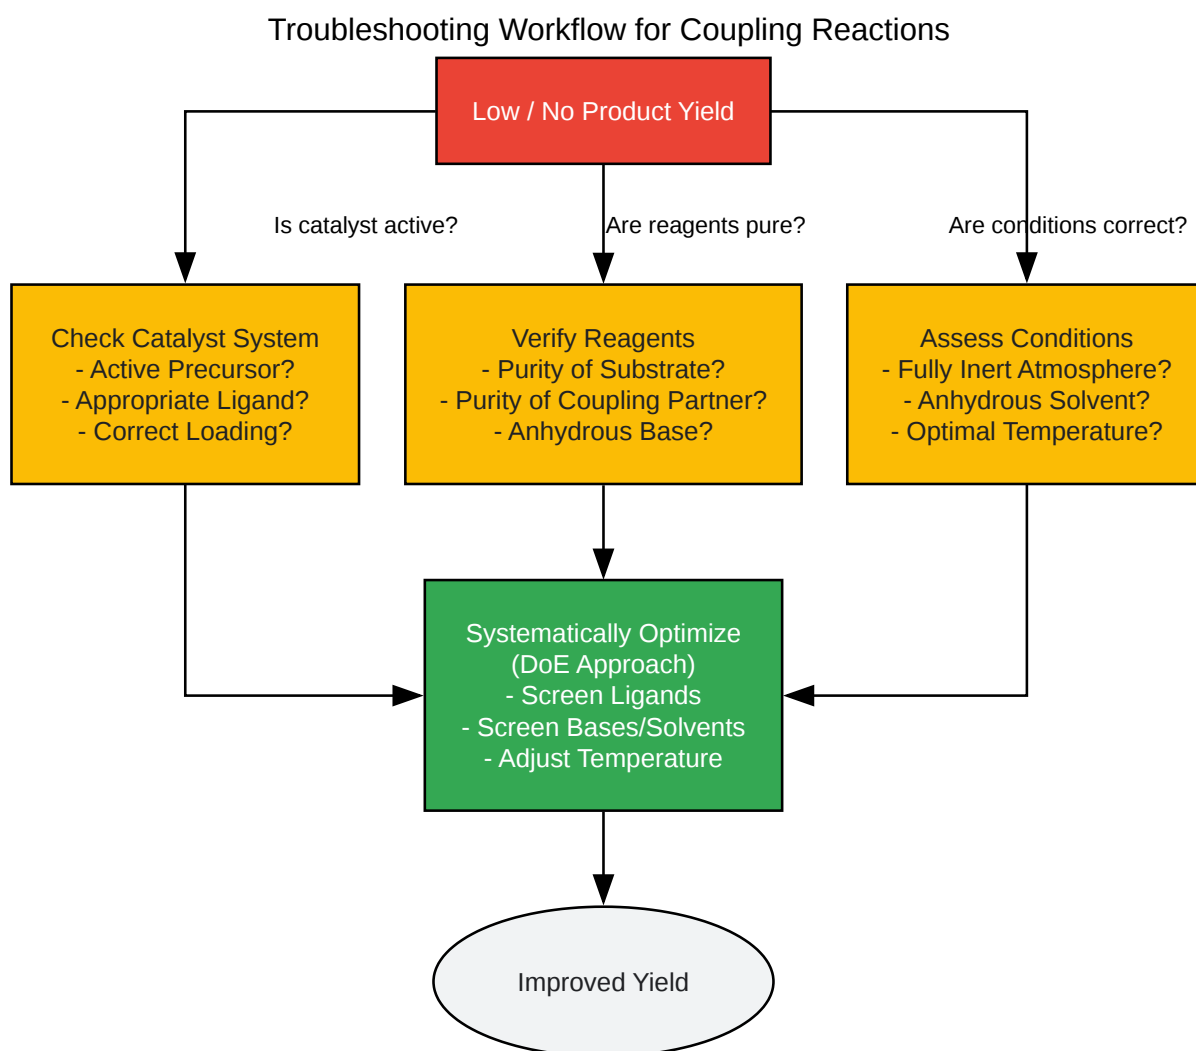 Troubleshooting Workflow for Coupling Reactions
Low / No Product Yield
Is catalyst active?
Are reagents pure?
Are conditions correct?
Check Catalyst System
- Active Precursor?
- Appropriate Ligand?
- Correct Loading?
Verify Reagents
- Purity of Substrate?
- Purity of Coupling Partner?
- Anhydrous Base?
Assess Conditions
- Fully Inert Atmosphere?
- Anhydrous Solvent?
- Optimal Temperature?
Systematically Optimize
(DoE Approach)
- Screen Ligands
- Screen Bases/Solvents
- Adjust Temperature
Improved Yield